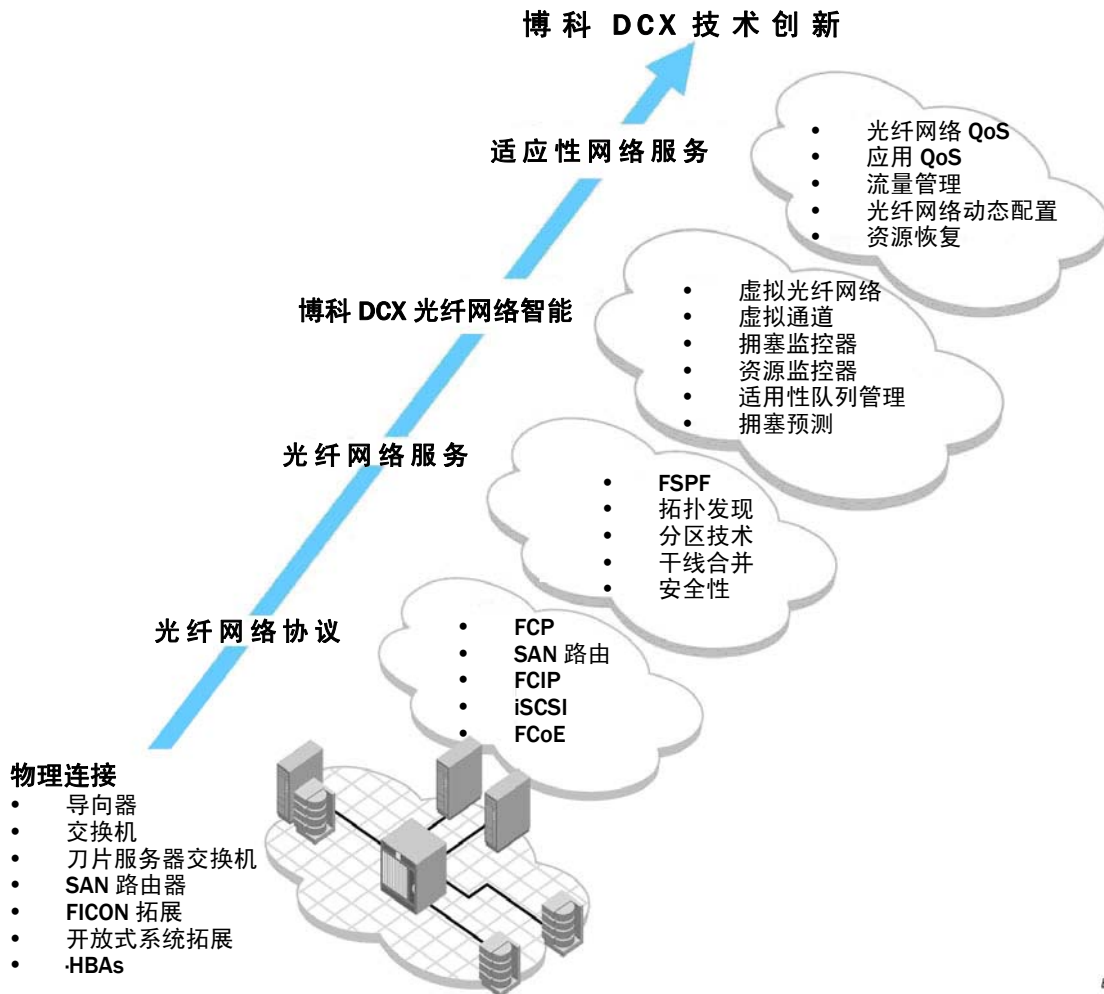 博科 DCX 技术创新
适应性网络服务
• 光纤网络 QoS
• 应用 QoS
• 流量管理
• 光纤网络动态配置
• 资源恢复
博科 DCX 光纤网络智能
• 虚拟光纤网络
• 虚拟通道
• 拥塞监控器
• 资源监控器
• 适用性队列管理
• 拥塞预测
光纤网络服务
• FSPF
• 拓扑发现
• 分区技术
• 干线合并
• 安全性
光纤网络协议
• FCP
• SAN 路由
• FCIP
• iSCSI
• FCoE
物理连接
• 导向器
• 交换机
• 刀片服务器交换机
• SAN 路由器
• FICON 拓展
• 开放式系统拓展
• ·HBAs